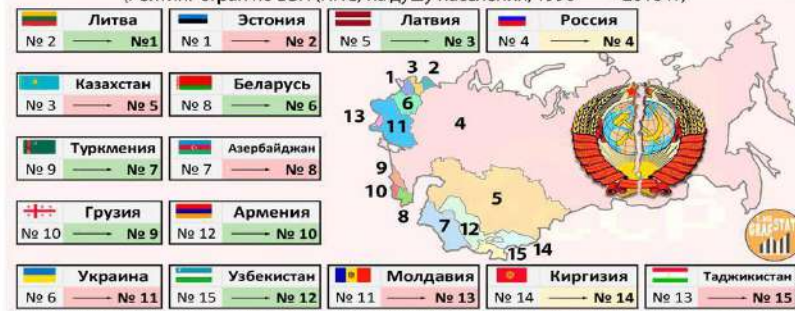 Литва
№ 2 → №1
Эстония
№ 1 → № 2
Латвия
№ 5 → № 3
Россия
№ 4 → № 4
Казахстан
№ 3 → № 5
Беларусь
№ 8 → № 6
Туркмения
№ 9 → № 7
Азербайджан
№ 7 → № 8
Грузия
№ 10 → № 9
Армения
№ 12 → № 10
Украина
№ 6 → № 11
Узбекистан
№ 15 → № 12
Молдавия
№ 11 → № 13
Киргизия
№ 14 → № 14
Таджикистан
№ 13 → № 15
1
3
2
6
13
11
4
9
10
8
5
7
12
14
15
GRAF-STAT